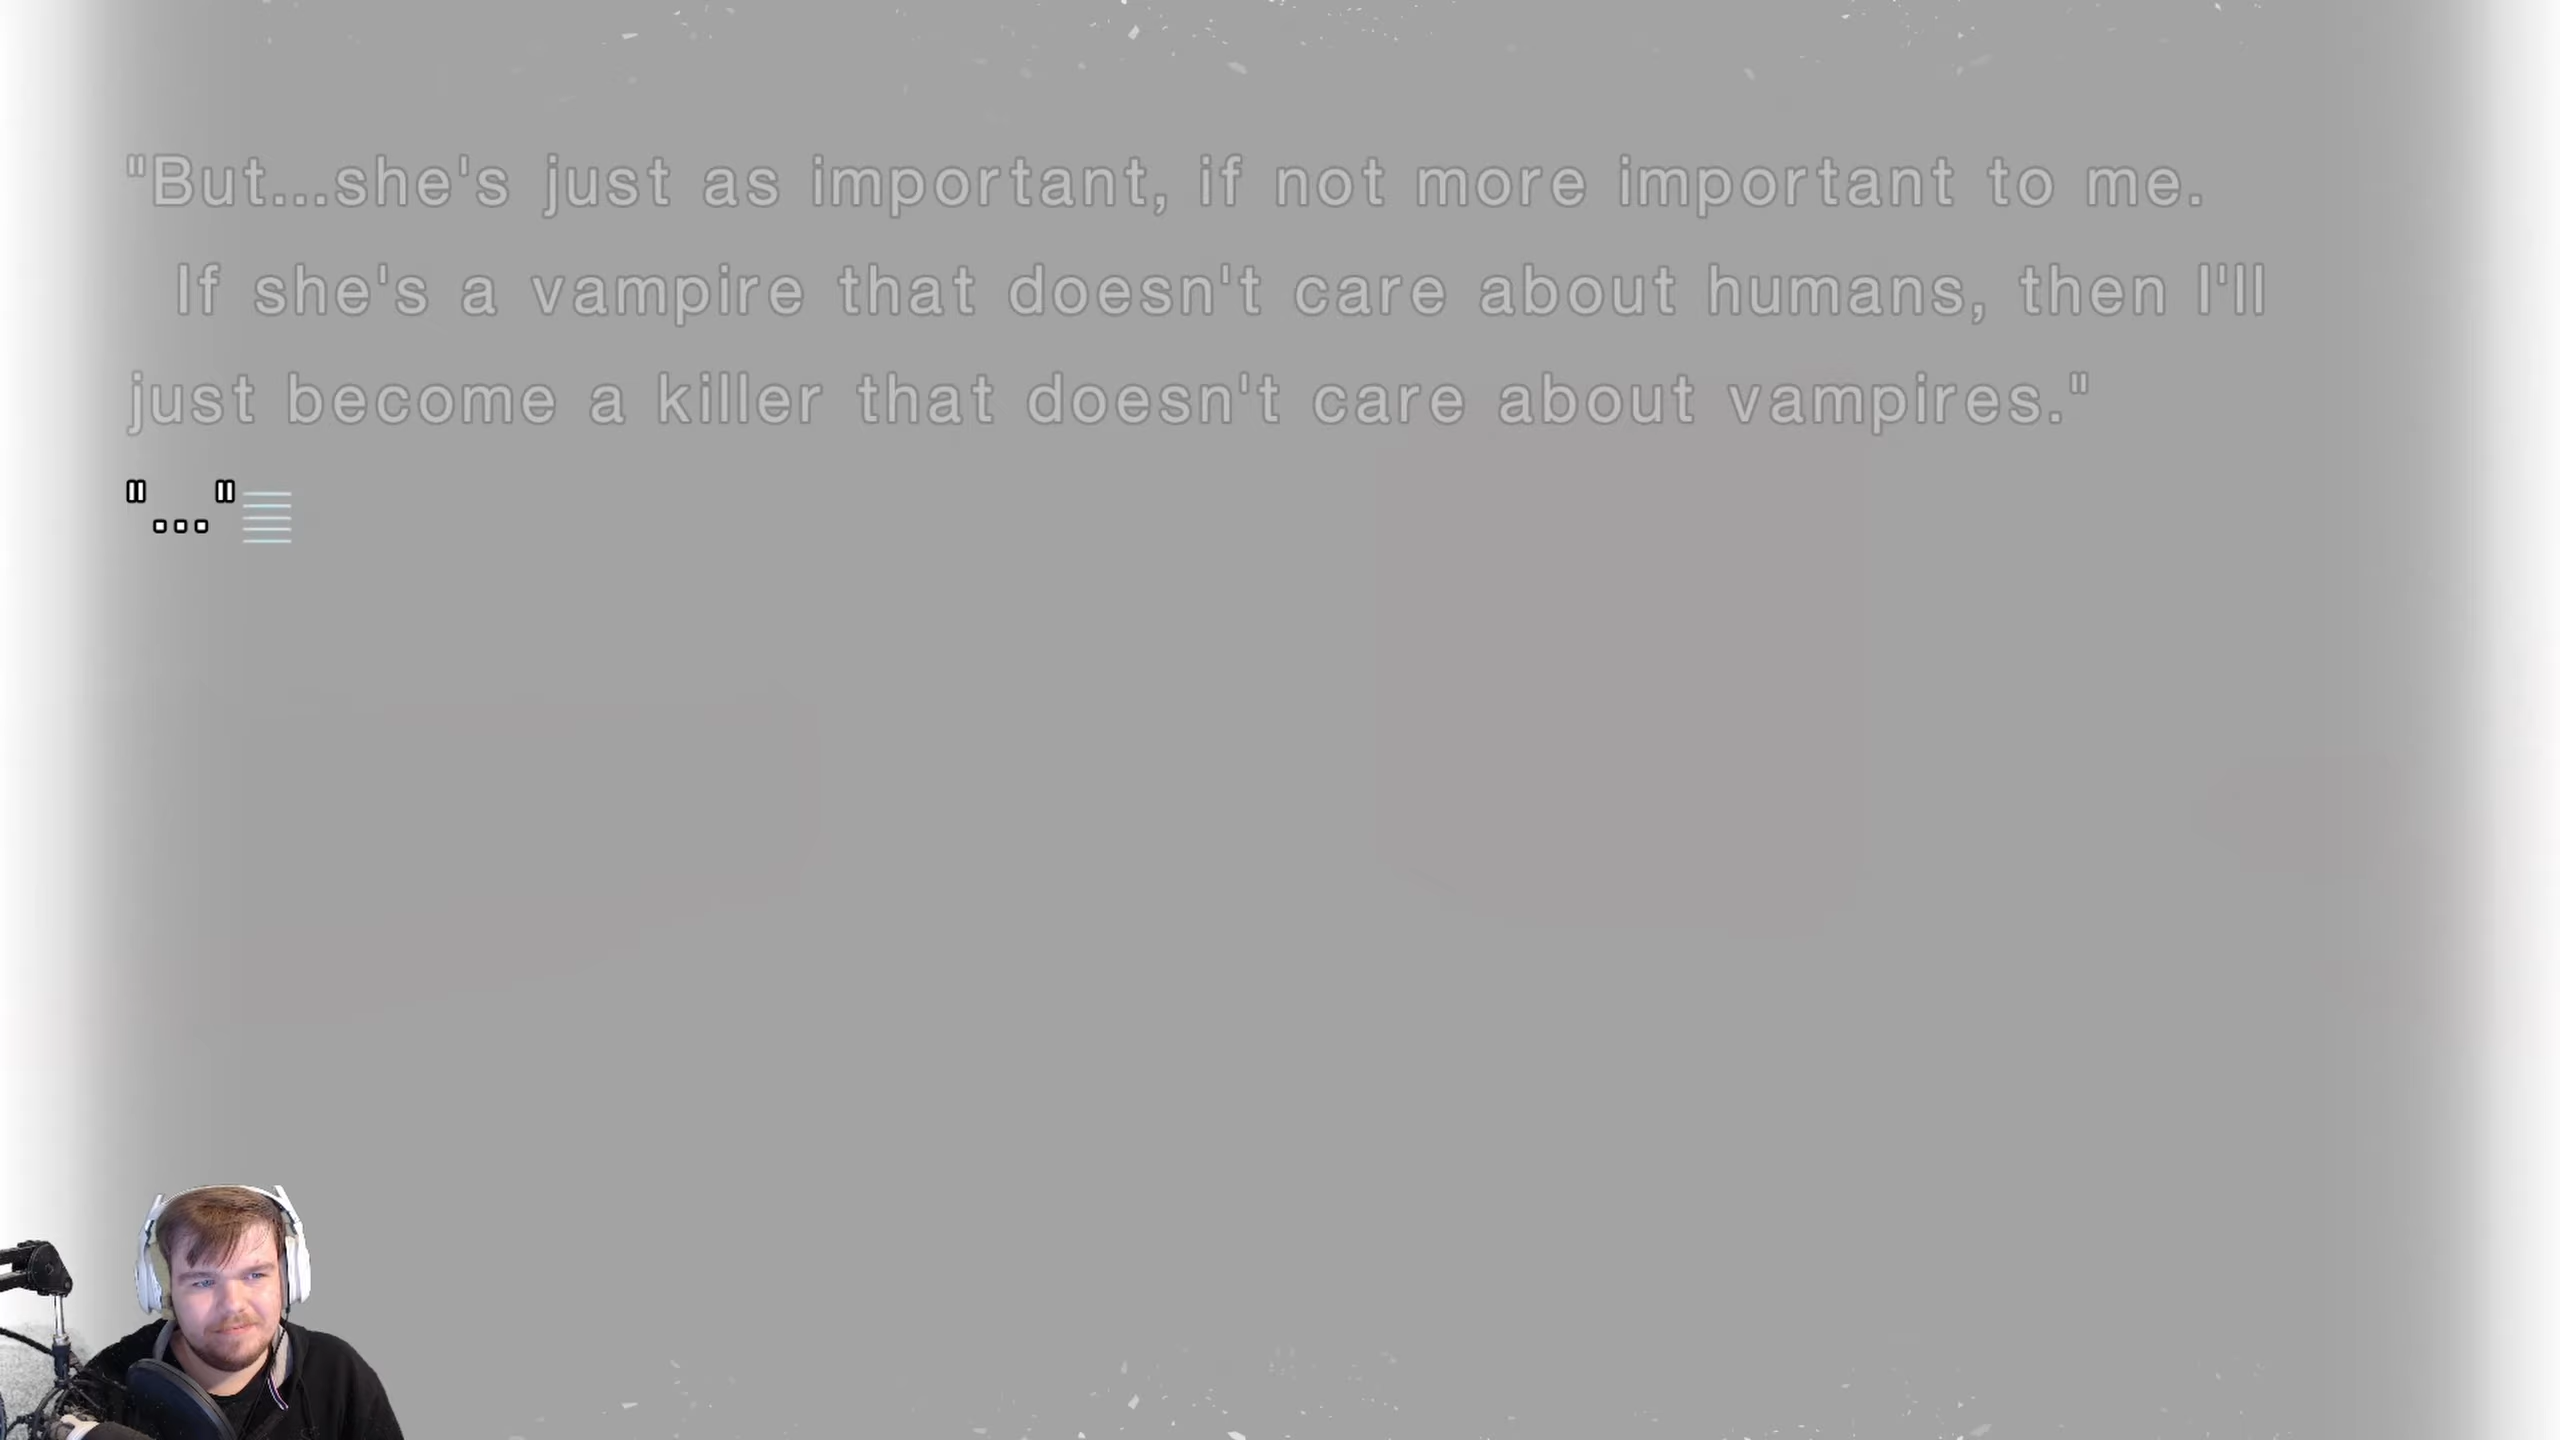 "But...she's just as important, if not more important to me.
If she's a vampire that doesn't care about humans, then I'll
just become a killer that doesn't care about vampires."
"..."